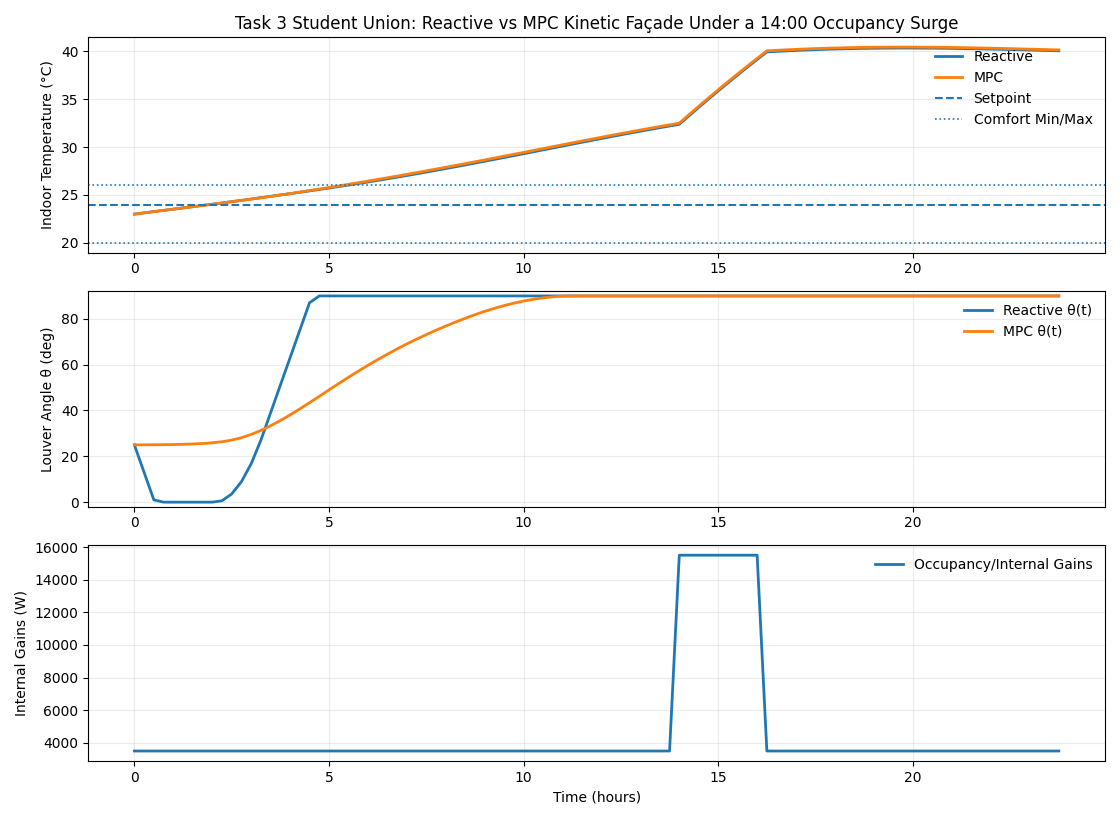 Task 3 Student Union: Reactive vs MPC Kinetic Façade Under a 14:00 Occupancy Surge
Indoor Temperature (°C)
40
35
30
25
20
Reactive
MPC
Setpoint
Comfort Min/Max
0 5 10 15 20
Louver Angle θ (deg)
80
60
40
20
0
Reactive θ(t)
MPC θ(t)
0 5 10 15 20
Internal Gains (W)
16000
14000
12000
10000
8000
6000
4000
Occupancy/Internal Gains
0 5 10 15 20
Time (hours)